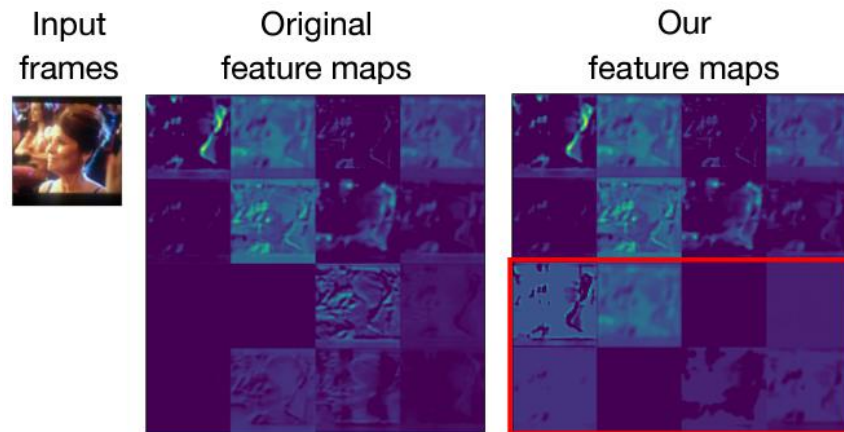 Input
frames
Original
feature maps
Our
feature maps